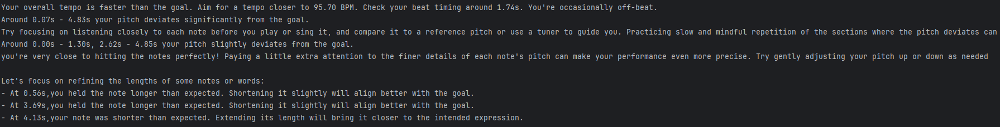 Your overall tempo is faster than the goal. Aim for a tempo closer to 95.70 BPM. Check your beat timing around 1.74s. You're occasionally off-beat.
Around 0.07s - 4.83s your pitch deviates significantly from the goal.
Try focusing on listening closely to each note before you play or sing it, and compare it to a reference pitch or use a tuner to guide you. Practicing slow and mindful repetition of the sections where the pitch deviates can
Around 0.00s - 1.30s, 2.62s - 4.85s your pitch slightly deviates from the goal.
you're very close to hitting the notes perfectly! Paying a little extra attention to the finer details of each note's pitch can make your performance even more precise. Try gently adjusting your pitch up or down as needed
Let's focus on refining the lengths of some notes or words:
- At 0.56s,you held the note longer than expected. Shortening it slightly will align better with the goal.
- At 3.69s,you held the note longer than expected. Shortening it slightly will align better with the goal.
- At 4.13s,your note was shorter than expected. Extending its length will bring it closer to the intended expression.